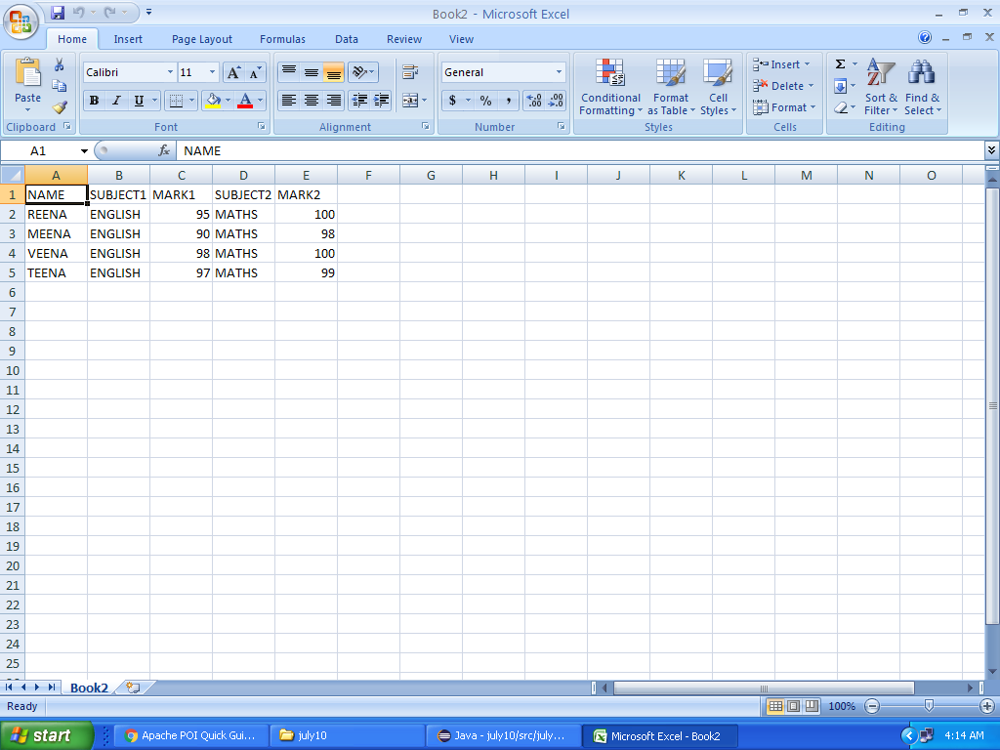 Book2 - Microsoft Excel
Home Insert Page Layout Formulas Data Review View
Calibri 11 General Insert
Paste Conditional Formatting Format as Table Cell Styles Delete Sort & Filter Find & Select
B I U $ % , .0 .00 .00 .0 Format
Clipboard Font Alignment Number Styles Cells Editing
A1 fx NAME
A B C D E F G H I J K L M N O
1 NAME SUBJECT1 MARK1 SUBJECT2 MARK2
2 REENA ENGLISH 95 MATHS 100
3 MEENA ENGLISH 90 MATHS 98
4 VEENA ENGLISH 98 MATHS 100
5 TEENA ENGLISH 97 MATHS 99
6
7
8
9
10
11
12
13
14
15
16
17
18
19
20
21
22
23
24
25
Book2
Ready 100%
start Apache POI Quick Gui... july10 Java - july10/src/july... Microsoft Excel - Book2 4:14 AM